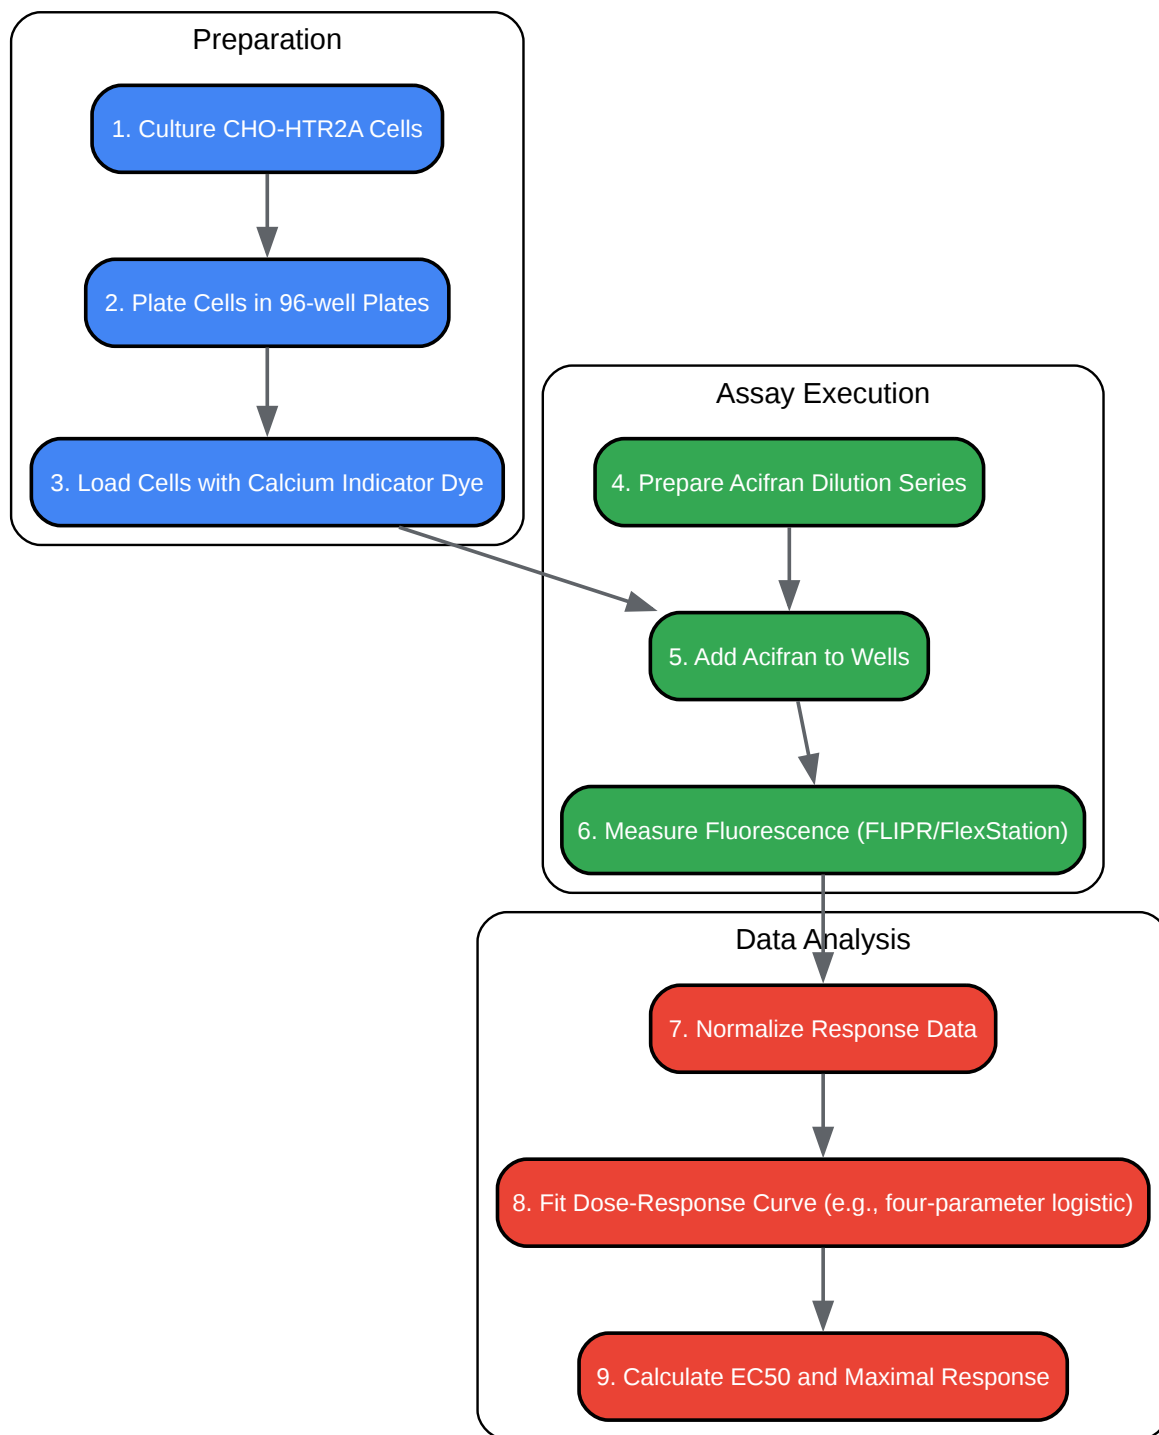 Preparation
1. Culture CHO-HTR2A Cells
2. Plate Cells in 96-well Plates
3. Load Cells with Calcium Indicator Dye
Assay Execution
4. Prepare Acifran Dilution Series
5. Add Acifran to Wells
6. Measure Fluorescence (FLIPR/FlexStation)
Data Analysis
7. Normalize Response Data
8. Fit Dose-Response Curve (e.g., four-parameter logistic)
9. Calculate EC50 and Maximal Response